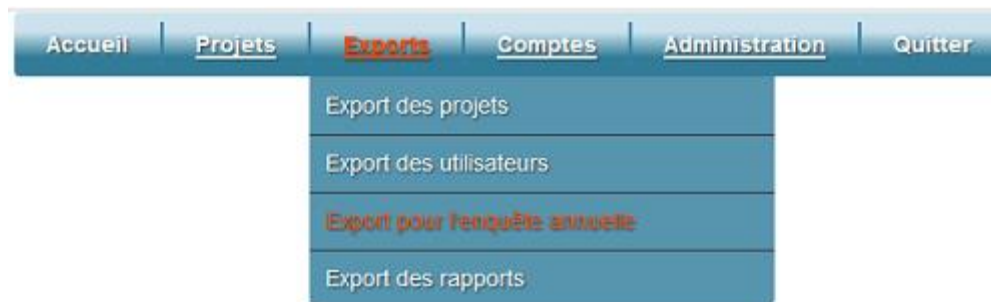 Accueil Projets Exports Comptes Administration Quitter
Export des projets
Export des utilisateurs
Export pour l'enquête annuelle
Export des rapports